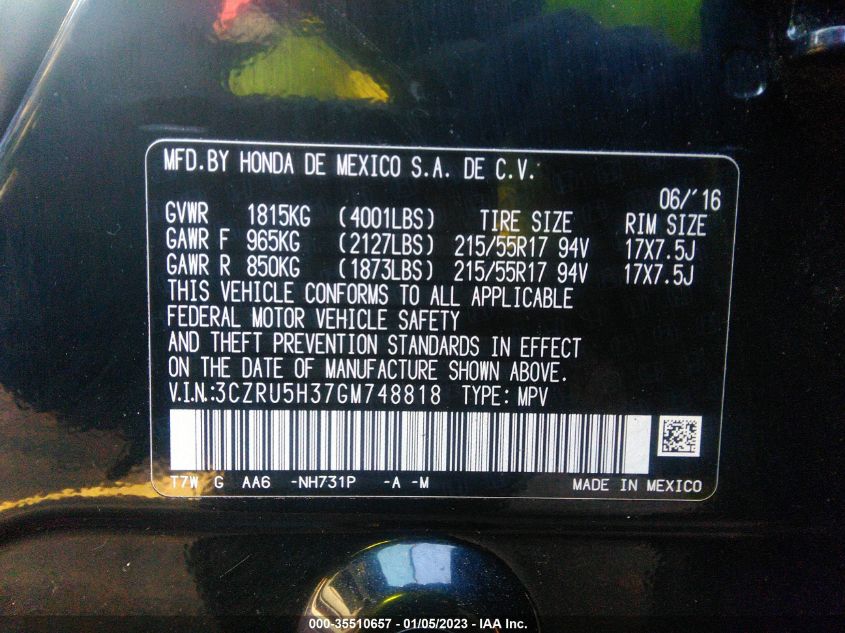 MFD.BY HONDA DE MEXICO S.A. DE C.V.
06/'16
GVWR 1815KG (4001LBS) TIRE SIZE RIM SIZE
GAWR F 965KG (2127LBS) 215/55R17 94V 17X7.5J
GAWR R 850KG (1873LBS) 215/55R17 94V 17X7.5J
THIS VEHICLE CONFORMS TO ALL APPLICABLE
FEDERAL MOTOR VEHICLE SAFETY
AND THEFT PREVENTION STANDARDS IN EFFECT
ON THE DATE OF MANUFACTURE SHOWN ABOVE.
V.I.N.:3CZRU5H37GM748818 TYPE: MPV
T7W G AA6 -NH731P -A -M MADE IN MEXICO
000-35510657 - 01/05/2023 - IAA Inc.